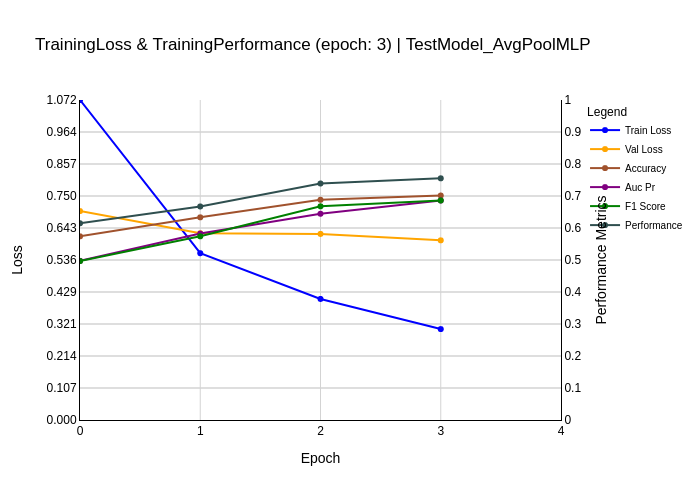 TrainingLoss & TrainingPerformance (epoch: 3) | TestModel_AvgPoolMLP
1.072
0.964
0.857
0.750
0.643
0.536
0.429
0.321
0.214
0.107
0.000
Loss
0
1
2
3
4
Epoch
1
0.9
0.8
0.7
0.6
0.5
0.4
0.3
0.2
0.1
0
Performance Metrics
Legend
Train Loss
Val Loss
Accuracy
Auc Pr
F1 Score
Performance